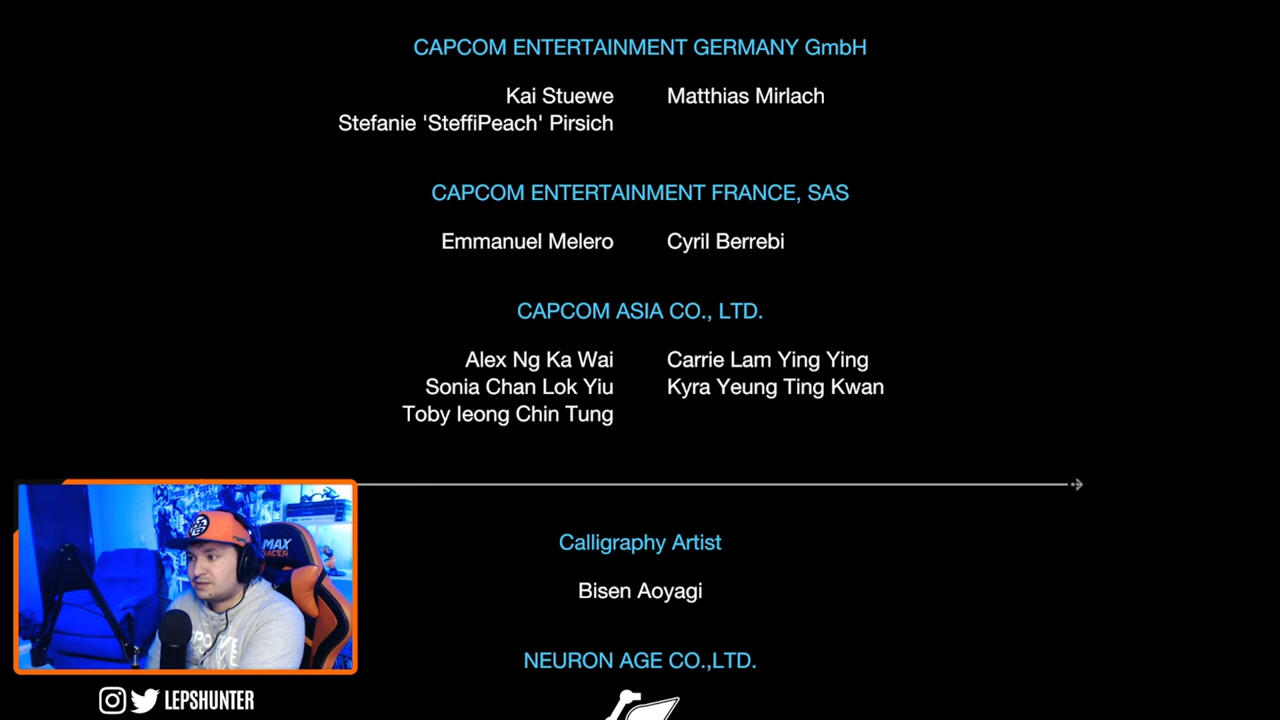 CAPCOM ENTERTAINMENT GERMANY GmbH
Kai Stuewe Matthias Mirlach
Stefanie 'SteffiPeach' Pirsich
CAPCOM ENTERTAINMENT FRANCE, SAS
Emmanuel Melero Cyril Berrebi
CAPCOM ASIA CO., LTD.
Alex Ng Ka Wai Carrie Lam Ying Ying
Sonia Chan Lok Yiu Kyra Yeung Ting Kwan
Toby Ieong Chin Tung
Calligraphy Artist
Bisen Aoyagi
MAX
RACER
NEURON AGE CO.,LTD.
LEPSHUNTER